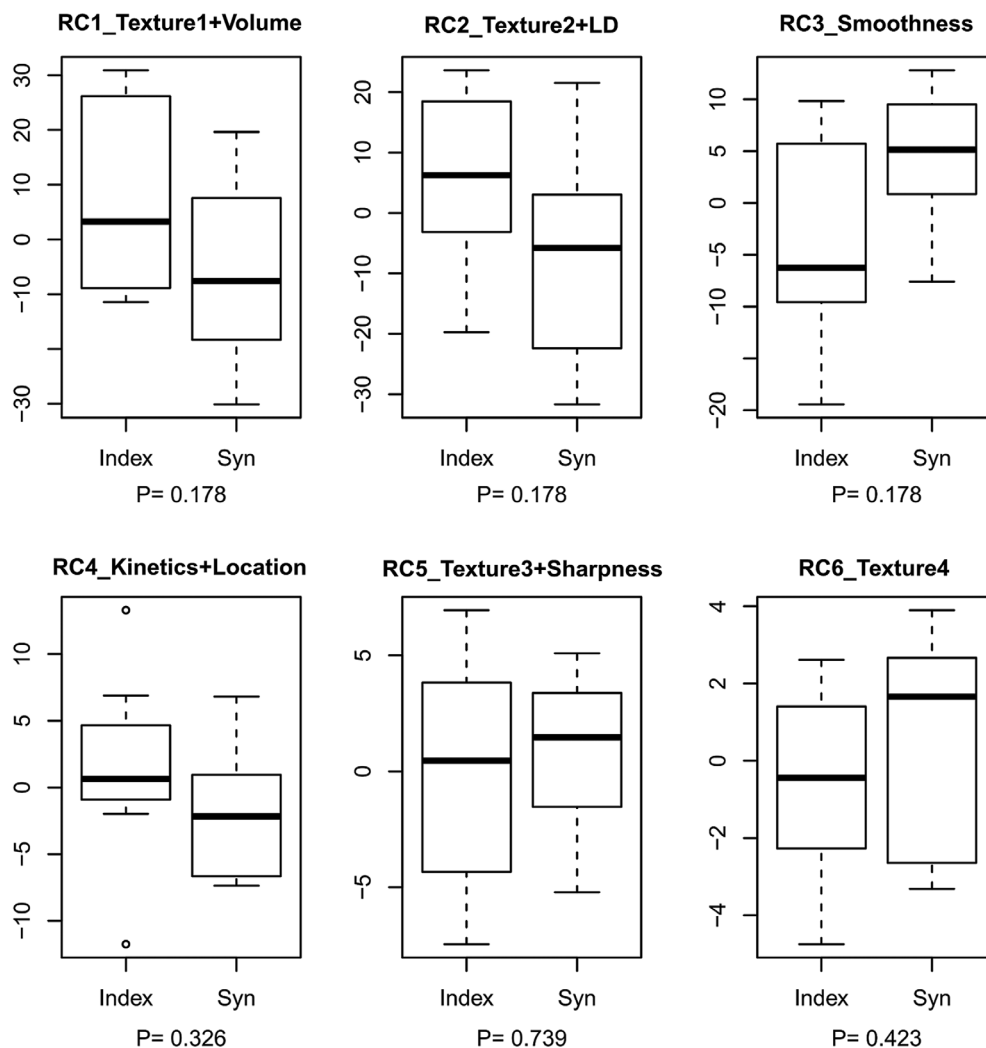 RC1_Texture1+Volume
RC2_Texture2+LD
RC3_Smoothness
30
20
10
0
−10
−30
Index
Syn
P= 0.178
20
10
0
−10
−20
−30
Index
Syn
P= 0.178
10
5
0
−5
−10
−20
Index
Syn
P= 0.178
RC4_Kinetics+Location
RC5_Texture3+Sharpness
RC6_Texture4
10
5
0
−5
−10
Index
Syn
P= 0.326
5
0
−5
Index
Syn
P= 0.739
4
2
0
−2
−4
Index
Syn
P= 0.423